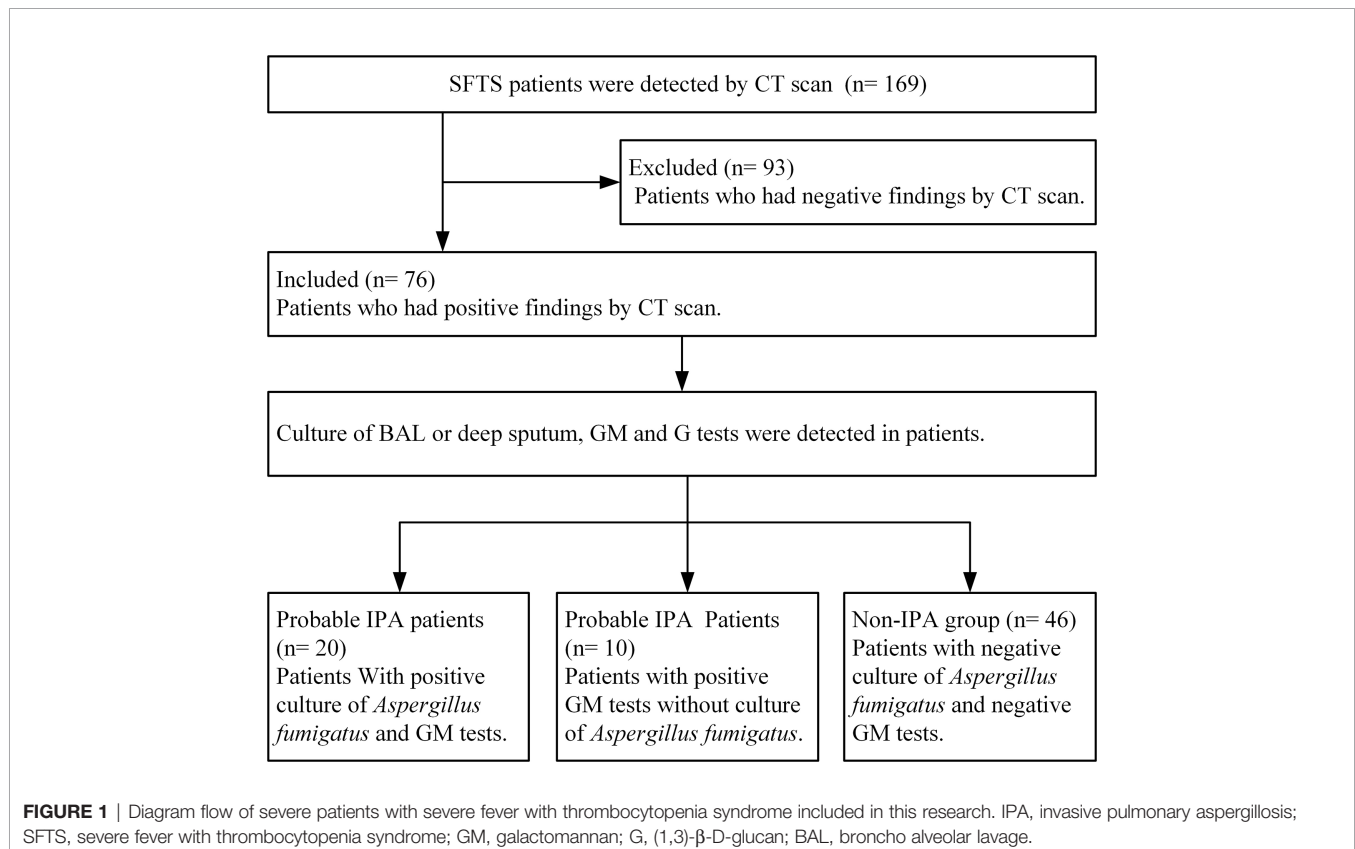 SFTS patients were detected by CT scan (n= 169)
Excluded (n= 93)
Patients who had negative findings by CT scan.
Included (n= 76)
Patients who had positive findings by CT scan.
Culture of BAL or deep sputum, GM and G tests were detected in patients.
Probable IPA patients
(n= 20)
Patients With positive
culture of Aspergillus
fumigatus and GM tests.
Probable IPA Patients
(n= 10)
Patients with positive
GM tests without culture
of Aspergillus fumigatus.
Non-IPA group (n= 46)
Patients with negative
culture of Aspergillus
fumigatus and negative
GM tests.
FIGURE 1 | Diagram flow of severe patients with severe fever with thrombocytopenia syndrome included in this research. IPA, invasive pulmonary aspergillosis;
SFTS, severe fever with thrombocytopenia syndrome; GM, galactomannan; G, (1,3)-β-D-glucan; BAL, broncho alveolar lavage.